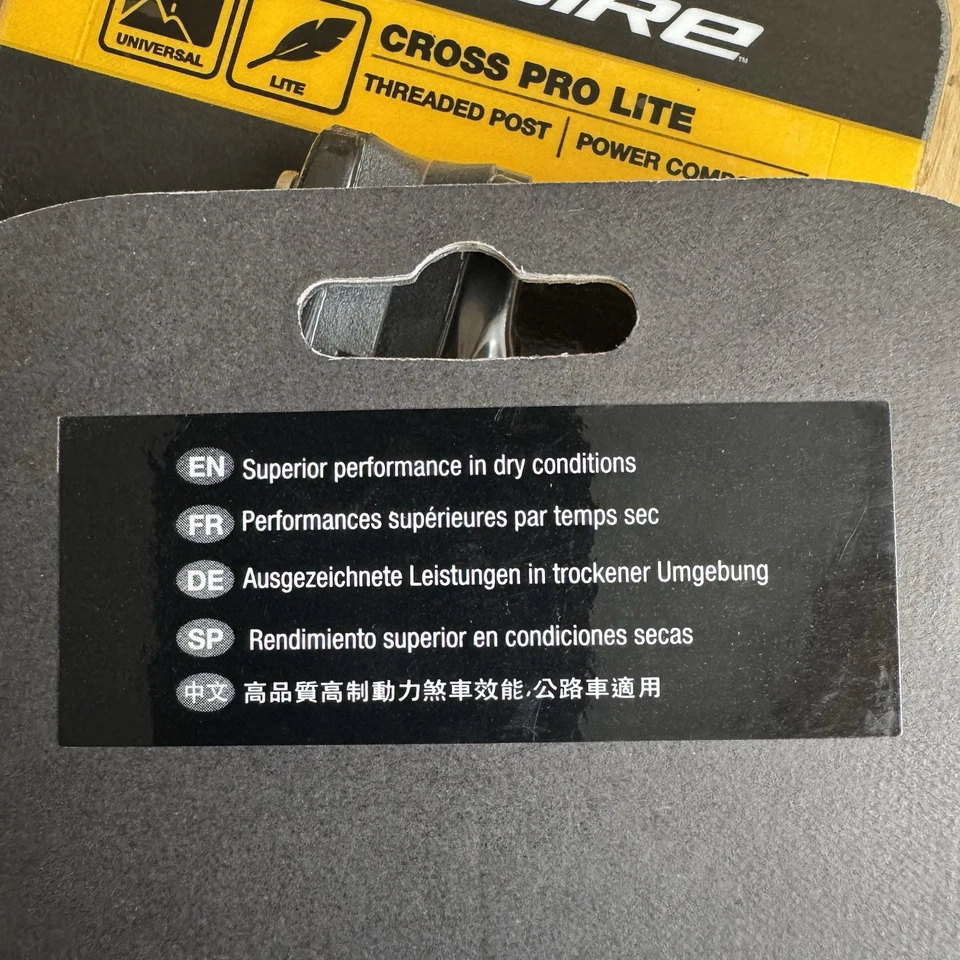 UNIVERSAL
LITE
CROSS PRO LITE
THREADED POST | POWER
EN Superior performance in dry conditions
FR Performances supérieures par temps sec
DE Ausgezeichnete Leistungen in trockener Umgebung
SP Rendimiento superior en condiciones secas
中文 高品質高制動力煞車效能,公路車適用